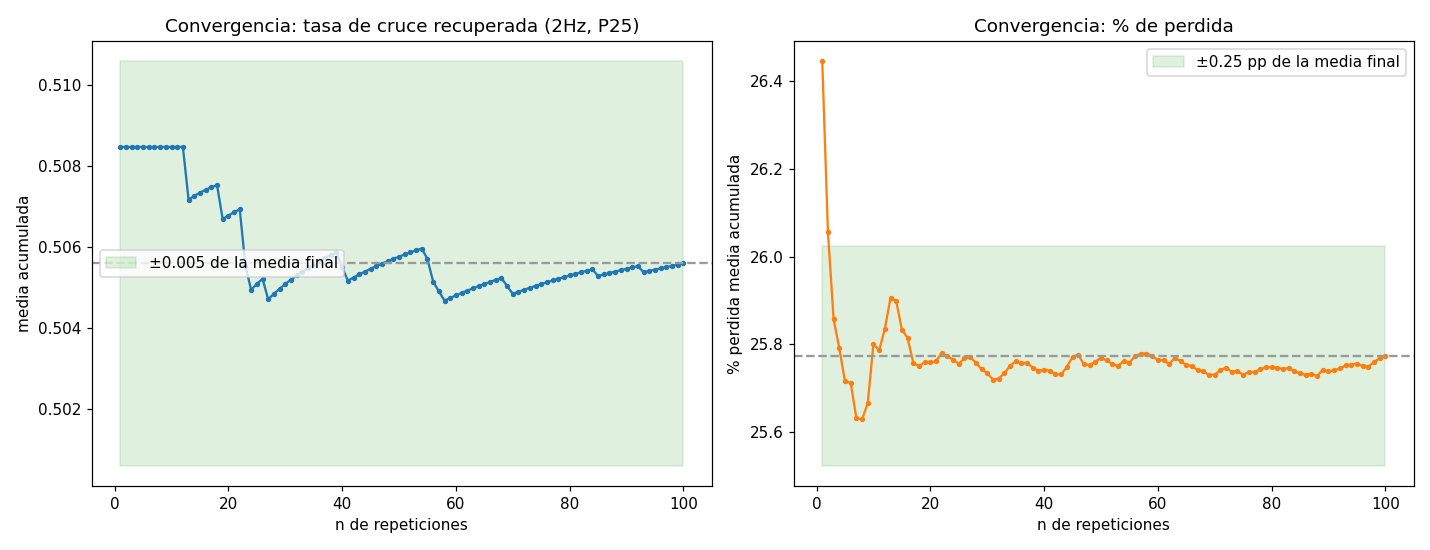 Convergencia: tasa de cruce recuperada (2Hz, P25)
media acumulada
0.510
0.508
0.506
0.504
0.502
±0.005 de la media final
0
20
40
60
80
100
n de repeticiones
Convergencia: % de perdida
% perdida media acumulada
26.4
26.2
26.0
25.8
25.6
±0.25 pp de la media final
0
20
40
60
80
100
n de repeticiones